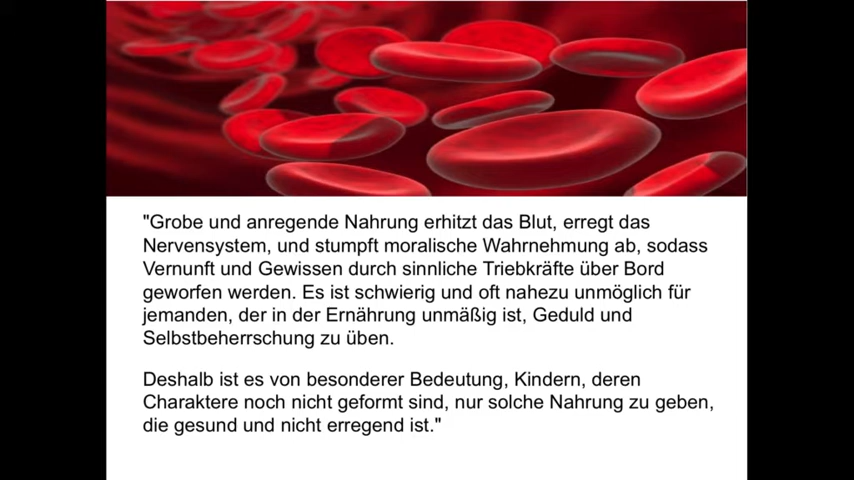 "Grobe und anregende Nahrung erhitzt das Blut, erregt das
Nervensystem, und stumpft moralische Wahrnehmung ab, sodass
Vernunft und Gewissen durch sinnliche Triebkräfte über Bord
geworfen werden. Es ist schwierig und oft nahezu unmöglich für
jemanden, der in der Ernährung unmäßig ist, Geduld und
Selbstbeherrschung zu üben.
Deshalb ist es von besonderer Bedeutung, Kindern, deren
Charaktere noch nicht geformt sind, nur solche Nahrung zu geben,
die gesund und nicht erregend ist."